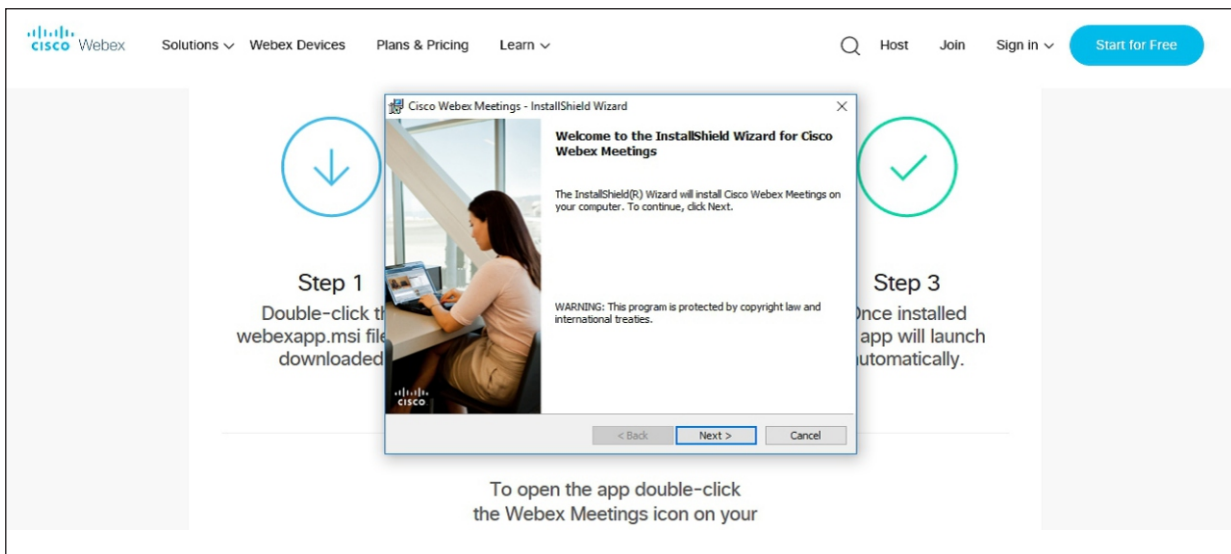 CISCO Webex
Solutions
Webex Devices
Plans & Pricing
Learn
Host
Join
Sign in
Start for Free
Cisco Webex Meetings - InstallShield Wizard
Welcome to the InstallShield Wizard for Cisco
Webex Meetings
The InstallShield(R) Wizard will install Cisco Webex Meetings on
your computer. To continue, click Next.
WARNING: This program is protected by copyright law and
international treaties.
CISCO
< Back
Next >
Cancel
Step 1
Double-click
webexapp.msi
downloaded
Step 3
installed
app will launch
To open the app double-click
the Webex Meetings icon on your